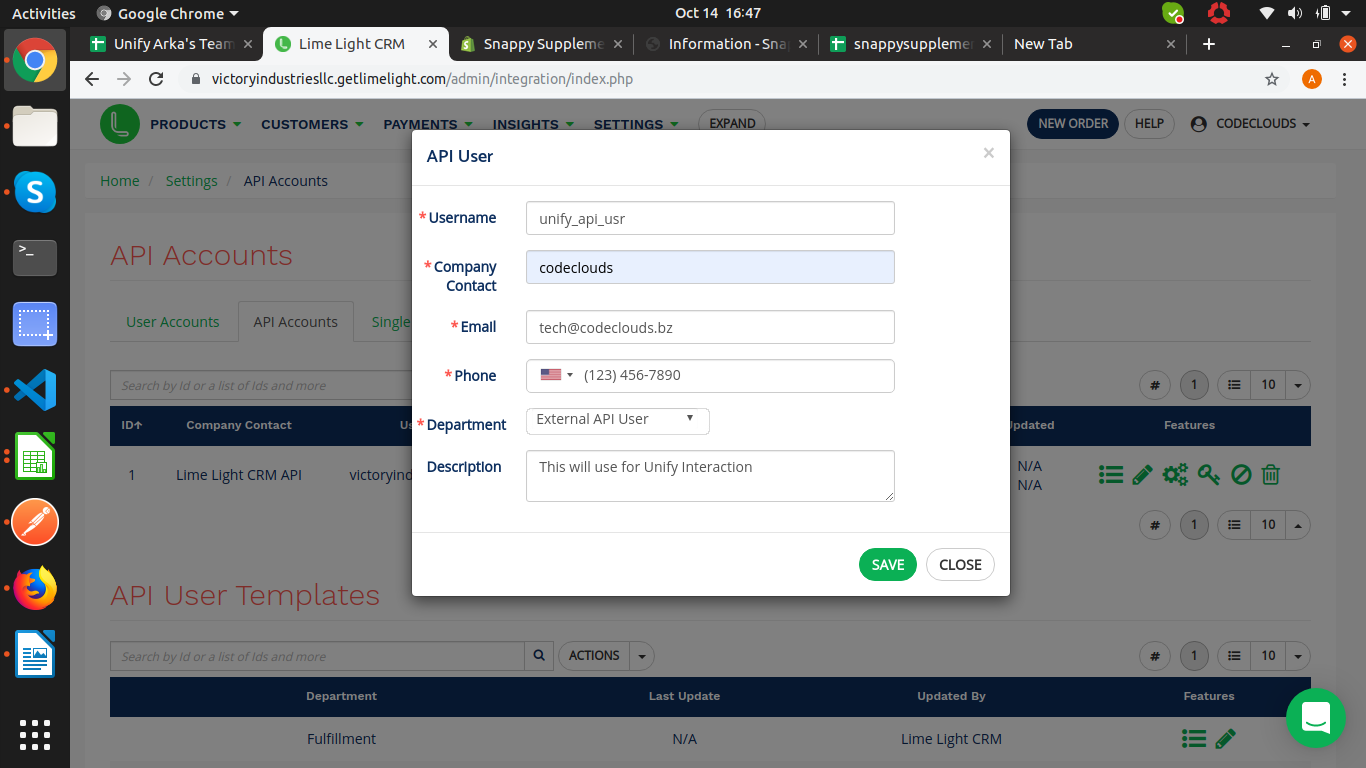 Activities Google Chrome Oct 14 16:47
Unify Arka's Team Lime Light CRM Snappy Suppleme Information - Sna snappysupplemen New Tab
victoryindustriesllc.getlimelight.com/admin/integration/index.php A
PRODUCTS CUSTOMERS PAYMENTS INSIGHTS SETTINGS EXPAND NEW ORDER HELP CODECLOUDS
API User ×
Home / Settings / API Accounts
*Username unify_api_usr
API Accounts
*Company Contact codeclouds
User Accounts API Accounts Single
*Email tech@codeclouds.bz
*Phone (123) 456-7890
Search by Id or a list of Ids and more # 1 10
*Department External API User
ID Company Contact Us pdated Features
Description This will use for Unify Interaction
1 Lime Light CRM API victoryind N/A
N/A
# 1 10
SAVE CLOSE
API User Templates
Search by Id or a list of Ids and more ACTIONS # 1 10
Department Last Update Updated By Features
Fulfillment N/A Lime Light CRM